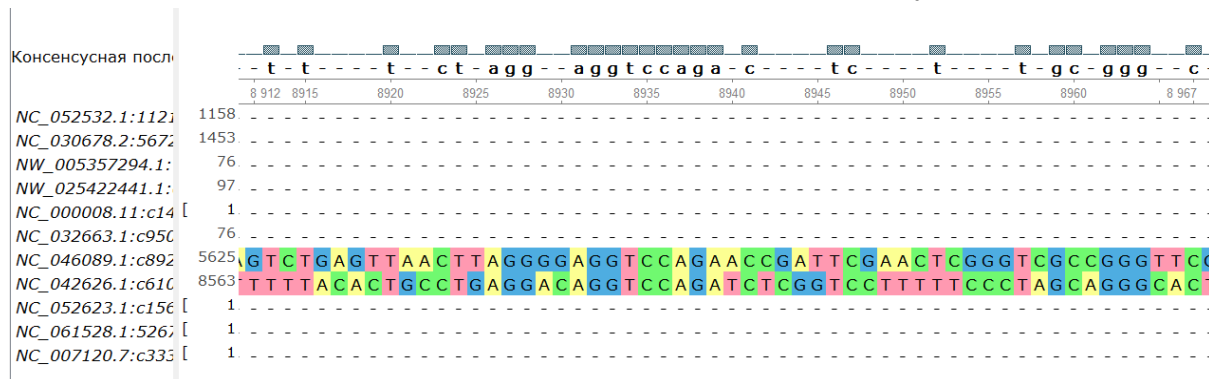 Консенсусная посл
- - t - t - - - - t - - c t - a g g - - a g g t c c a g a - c - - - - t c - - - - t - - - - t - g c - g g g - - c -
8 912 8915 8920 8925 8930 8935 8940 8945 8950 8955 8960 8 967
NC_052532.1:1121 1158 - - - - - - - - - - - - - - - - - - - - - - - - - - - - - - - - - - - - - - - - - - - - - - - - - - - - - - - - -
NC_030678.2:5672 1453 - - - - - - - - - - - - - - - - - - - - - - - - - - - - - - - - - - - - - - - - - - - - - - - - - - - - - - - - -
NW_005357294.1: 76 - - - - - - - - - - - - - - - - - - - - - - - - - - - - - - - - - - - - - - - - - - - - - - - - - - - - - - - - -
NW_025422441.1: 97 - - - - - - - - - - - - - - - - - - - - - - - - - - - - - - - - - - - - - - - - - - - - - - - - - - - - - - - - -
NC_000008.11:c14 [ 1 - - - - - - - - - - - - - - - - - - - - - - - - - - - - - - - - - - - - - - - - - - - - - - - - - - - - - - - - -
NC_032663.1:c950 76 - - - - - - - - - - - - - - - - - - - - - - - - - - - - - - - - - - - - - - - - - - - - - - - - - - - - - - - - -
NC_046089.1:c892 5625 G T C T G A G T T A A C T T A G G G G A G G T C C A G A A C C G A T T C G A A C T C G G G T C G C C G G G T T C
NC_042626.1:c610 8563 T T T T A C A C T G C C T G A G G A C A G G T C C A G A T C T C G G T C C T T T T T C C C T A G C A G G G C A C
NC_052623.1:c156 [ 1 - - - - - - - - - - - - - - - - - - - - - - - - - - - - - - - - - - - - - - - - - - - - - - - - - - - - - - - - -
NC_061528.1:5267 [ 1 - - - - - - - - - - - - - - - - - - - - - - - - - - - - - - - - - - - - - - - - - - - - - - - - - - - - - - - - -
NC_007120.7:c333 [ 1 - - - - - - - - - - - - - - - - - - - - - - - - - - - - - - - - - - - - - - - - - - - - - - - - - - - - - - - - -